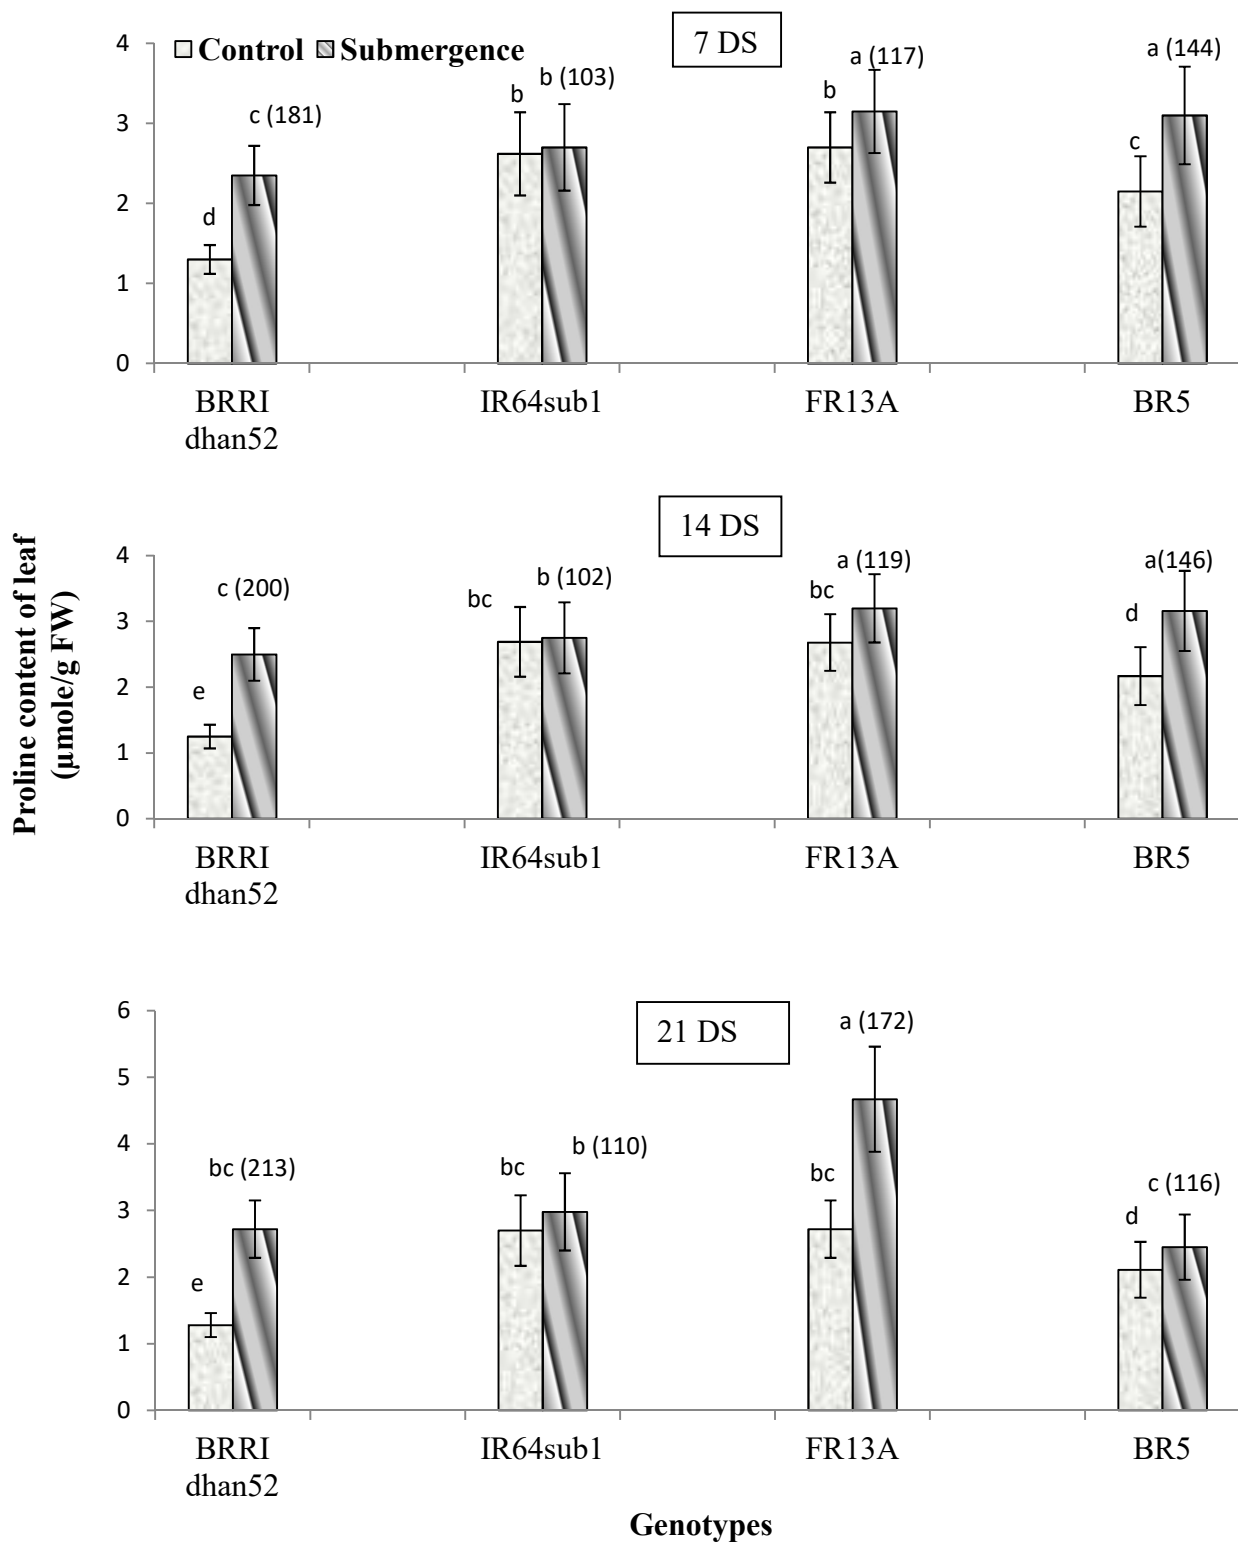 7 DS
Control Submergence
4
3
2
1
0
d
c (181)
b
b (103)
b
a (117)
c
a (144)
BRRI
dhan52
IR64sub1
FR13A
BR5
14 DS
4
3
2
1
0
e
c (200)
bc
b (102)
bc
a (119)
d
a(146)
BRRI
dhan52
IR64sub1
FR13A
BR5
Proline content of leaf
(µmole/g FW)
21 DS
6
5
4
3
2
1
0
e
bc (213)
bc
b (110)
bc
a (172)
d
c (116)
BRRI
dhan52
IR64sub1
FR13A
BR5
Genotypes